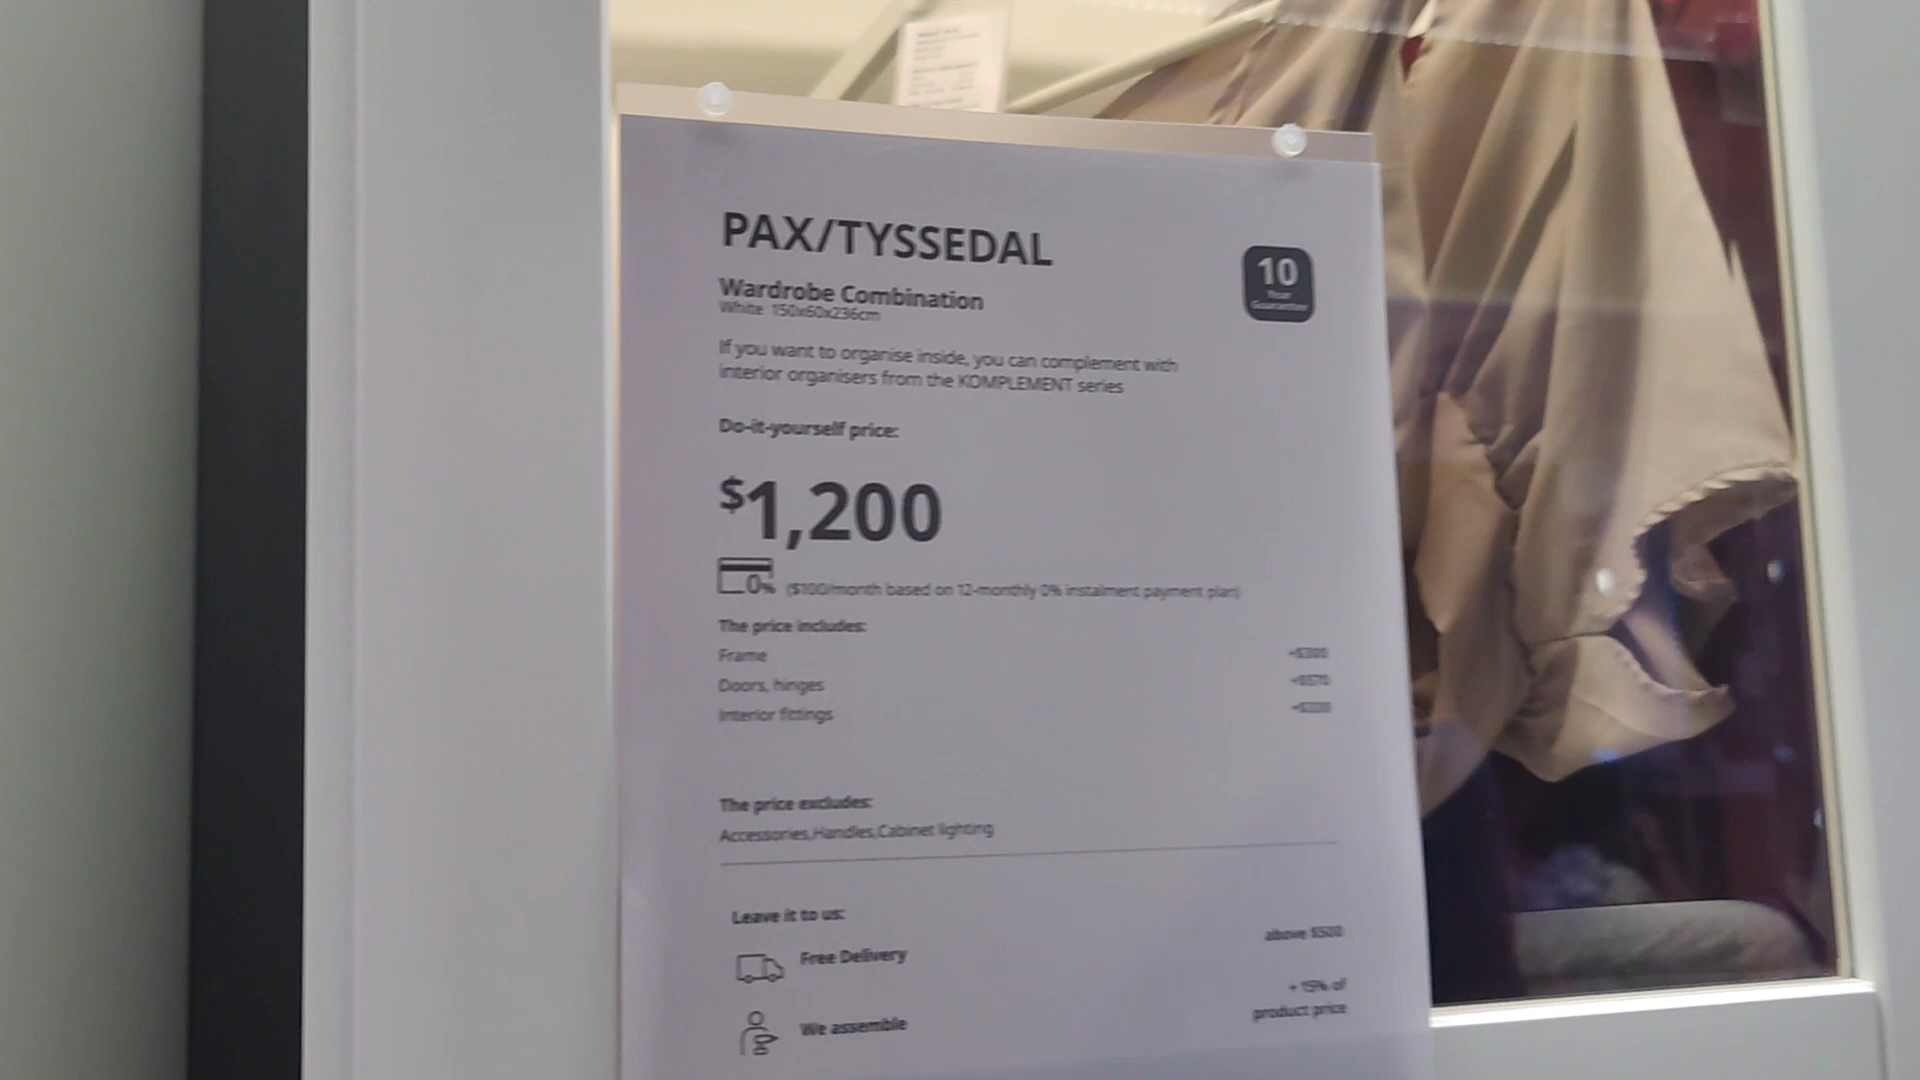 PAX/TYSSEDAL
10
Year
Guarantee
Wardrobe Combination
White 150x60x236cm
If you want to organise inside, you can complement with
interior organisers from the KOMPLEMENT series
Do-it-yourself price:
$1,200
0% ($100/month based on 12-monthly 0% instalment payment plan)
The price includes:
Frame
Doors, hinges
Interior fittings
The price excludes:
Accessories,Handles,Cabinet lighting
Leave it to us:
Free Delivery above $500
We assemble + 15% of
product price